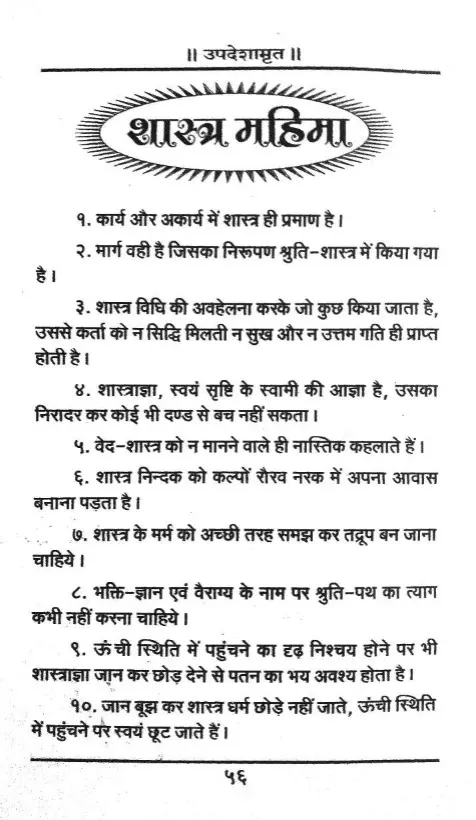 ॥ उपदेशामृत ॥
शास्त्र महिमा
१. कार्य और अकार्य में शास्त्र ही प्रमाण है।
२. मार्ग वही है जिसका निरूपण श्रुति-शास्त्र में किया गया
है।
३. शास्त्र विधि की अवहेलना करके जो कुछ किया जाता है,
उससे कर्ता को न सिद्धि मिलती न सुख और न उत्तम गति ही प्राप्त
होती है।
४. शास्त्राज्ञा, स्वयं सृष्टि के स्वामी की आज्ञा है, उसका
निरादर कर कोई भी दण्ड से बच नहीं सकता।
५. वेद-शास्त्र को न मानने वाले ही नास्तिक कहलाते हैं।
६. शास्त्र निन्दक को कल्पों रौरव नरक में अपना आवास
बनाना पड़ता है।
७. शास्त्र के मर्म को अच्छी तरह समझ कर तद्रूप बन जाना
चाहिये।
८. भक्ति-ज्ञान एवं वैराग्य के नाम पर श्रुति-पथ का त्याग
कभी नहीं करना चाहिये।
९. ऊंची स्थिति में पहुंचने का दृढ़ निश्चय होने पर भी
शास्त्राज्ञा जान कर छोड़ देने से पतन का भय अवश्य होता है।
१०. जान बूझ कर शास्त्र धर्म छोड़े नहीं जाते, ऊंची स्थिति
में पहुंचने पर स्वयं छूट जाते हैं।
५६